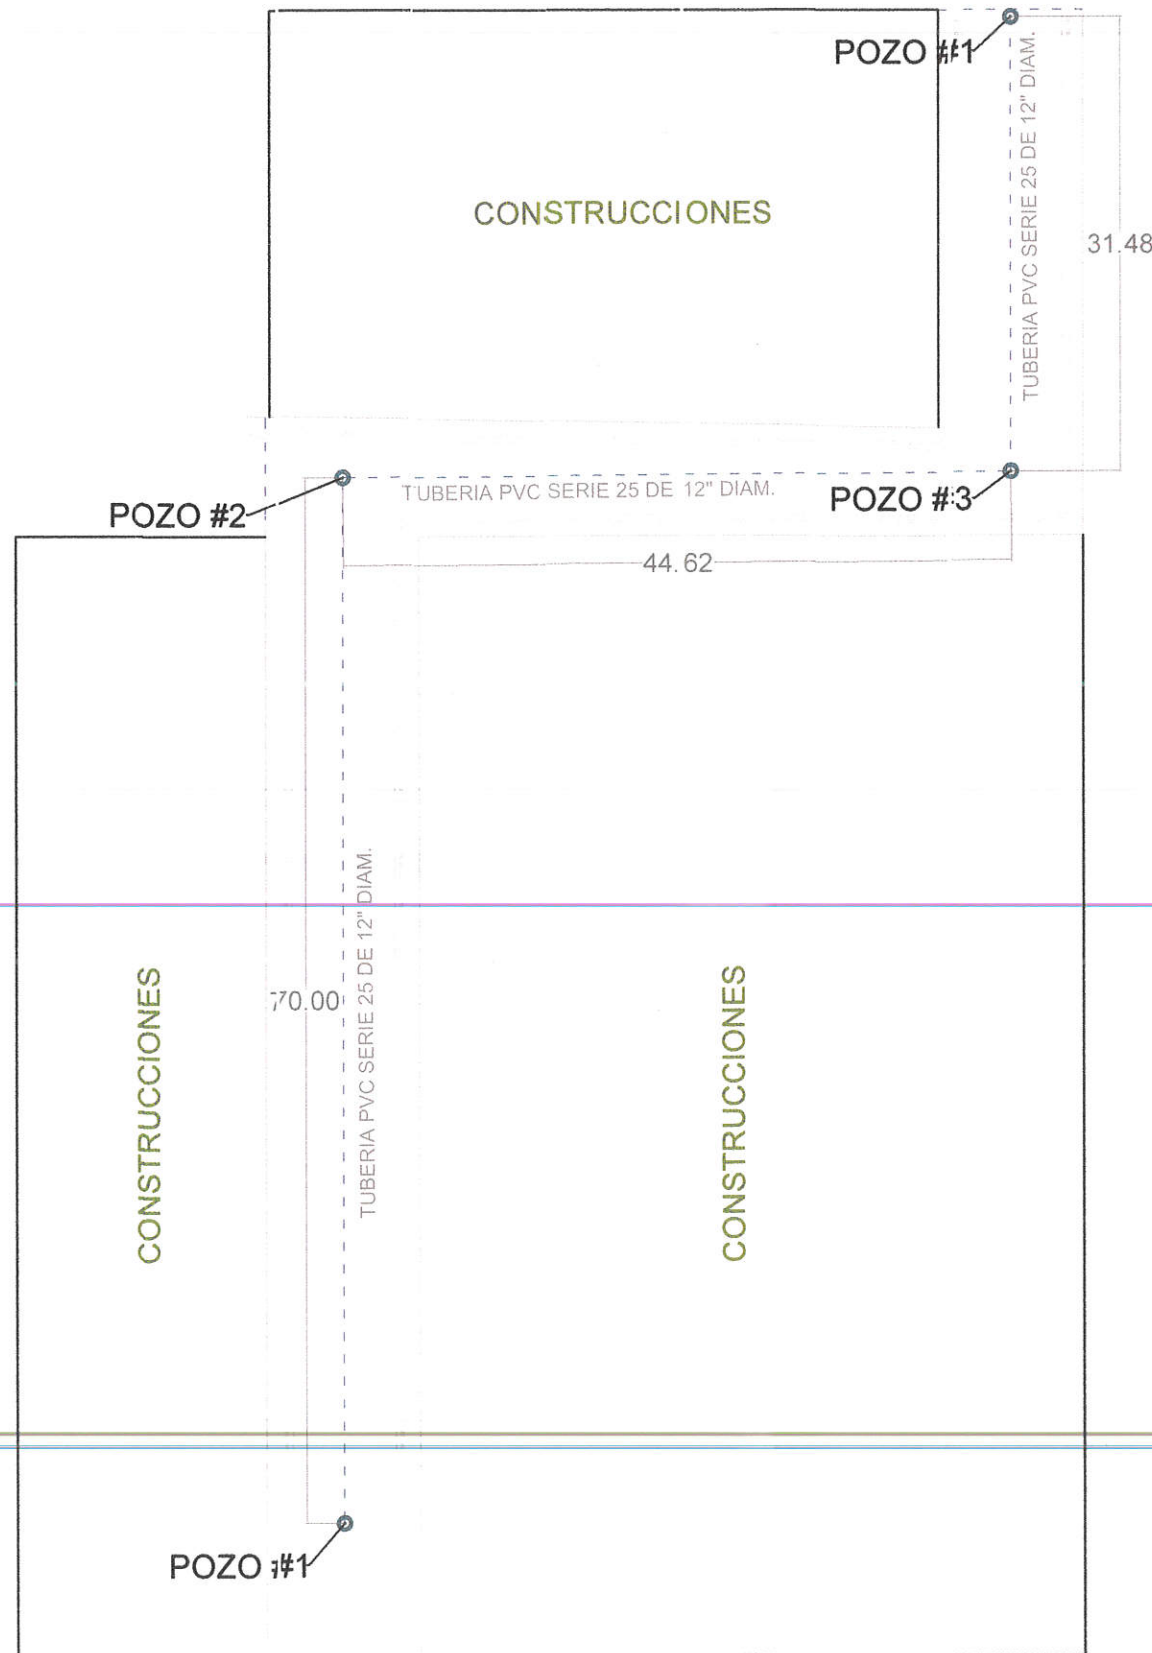 POZO #1
TUBERIA PVC SERIE 25 DE 12" DIAM.
CONSTRUCCIONES
31.48
TUBERIA PVC SERIE 25 DE 12" DIAM.
POZO #3
POZO #2
44.62
TUBERIA PVC SERIE 25 DE 12" DIAM.
70.00
CONSTRUCCIONES
CONSTRUCCIONES
POZO #1